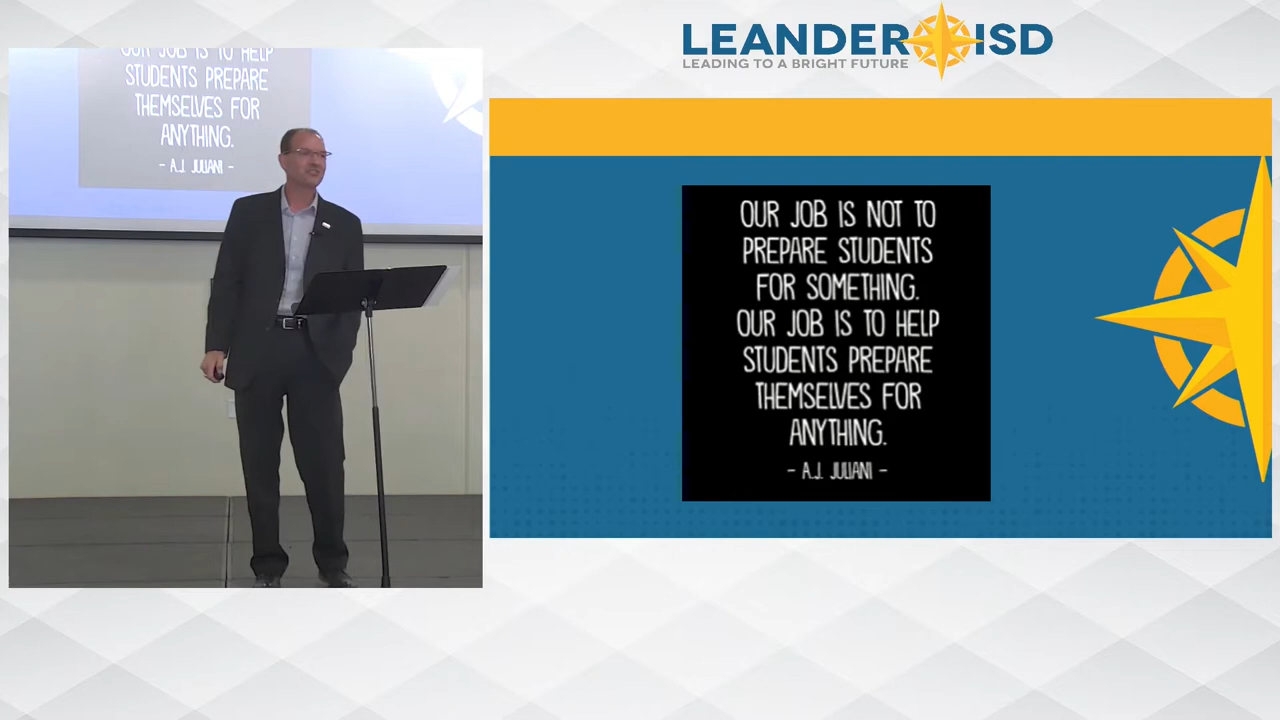 LEANDER ISD
LEADING TO A BRIGHT FUTURE
OUR JOB IS TO HELP
STUDENTS PREPARE
THEMSELVES FOR
ANYTHING.
- A.J. JULIANI -
OUR JOB IS NOT TO
PREPARE STUDENTS
FOR SOMETHING.
OUR JOB IS TO HELP
STUDENTS PREPARE
THEMSELVES FOR
ANYTHING.
- A.J. JULIANI -